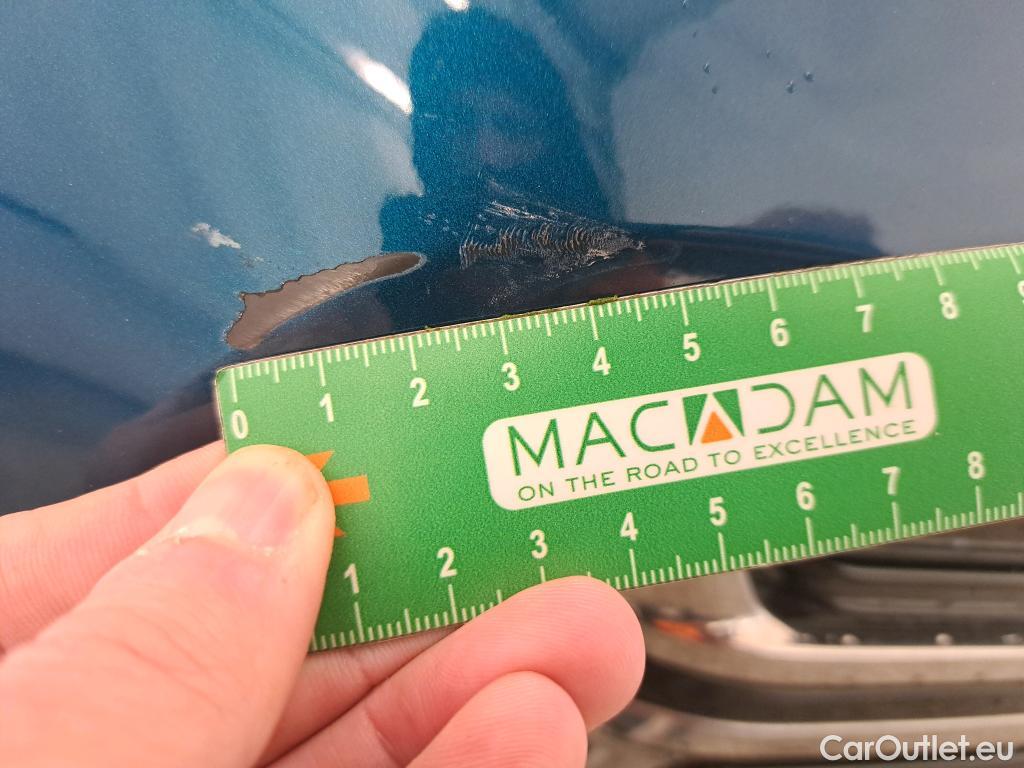 0 1 2 3 4 5 6 7 8 9
MACADAM
ON THE ROAD TO EXCELLENCE
1 2 3 4 5 6 7 8
CarOutlet.eu